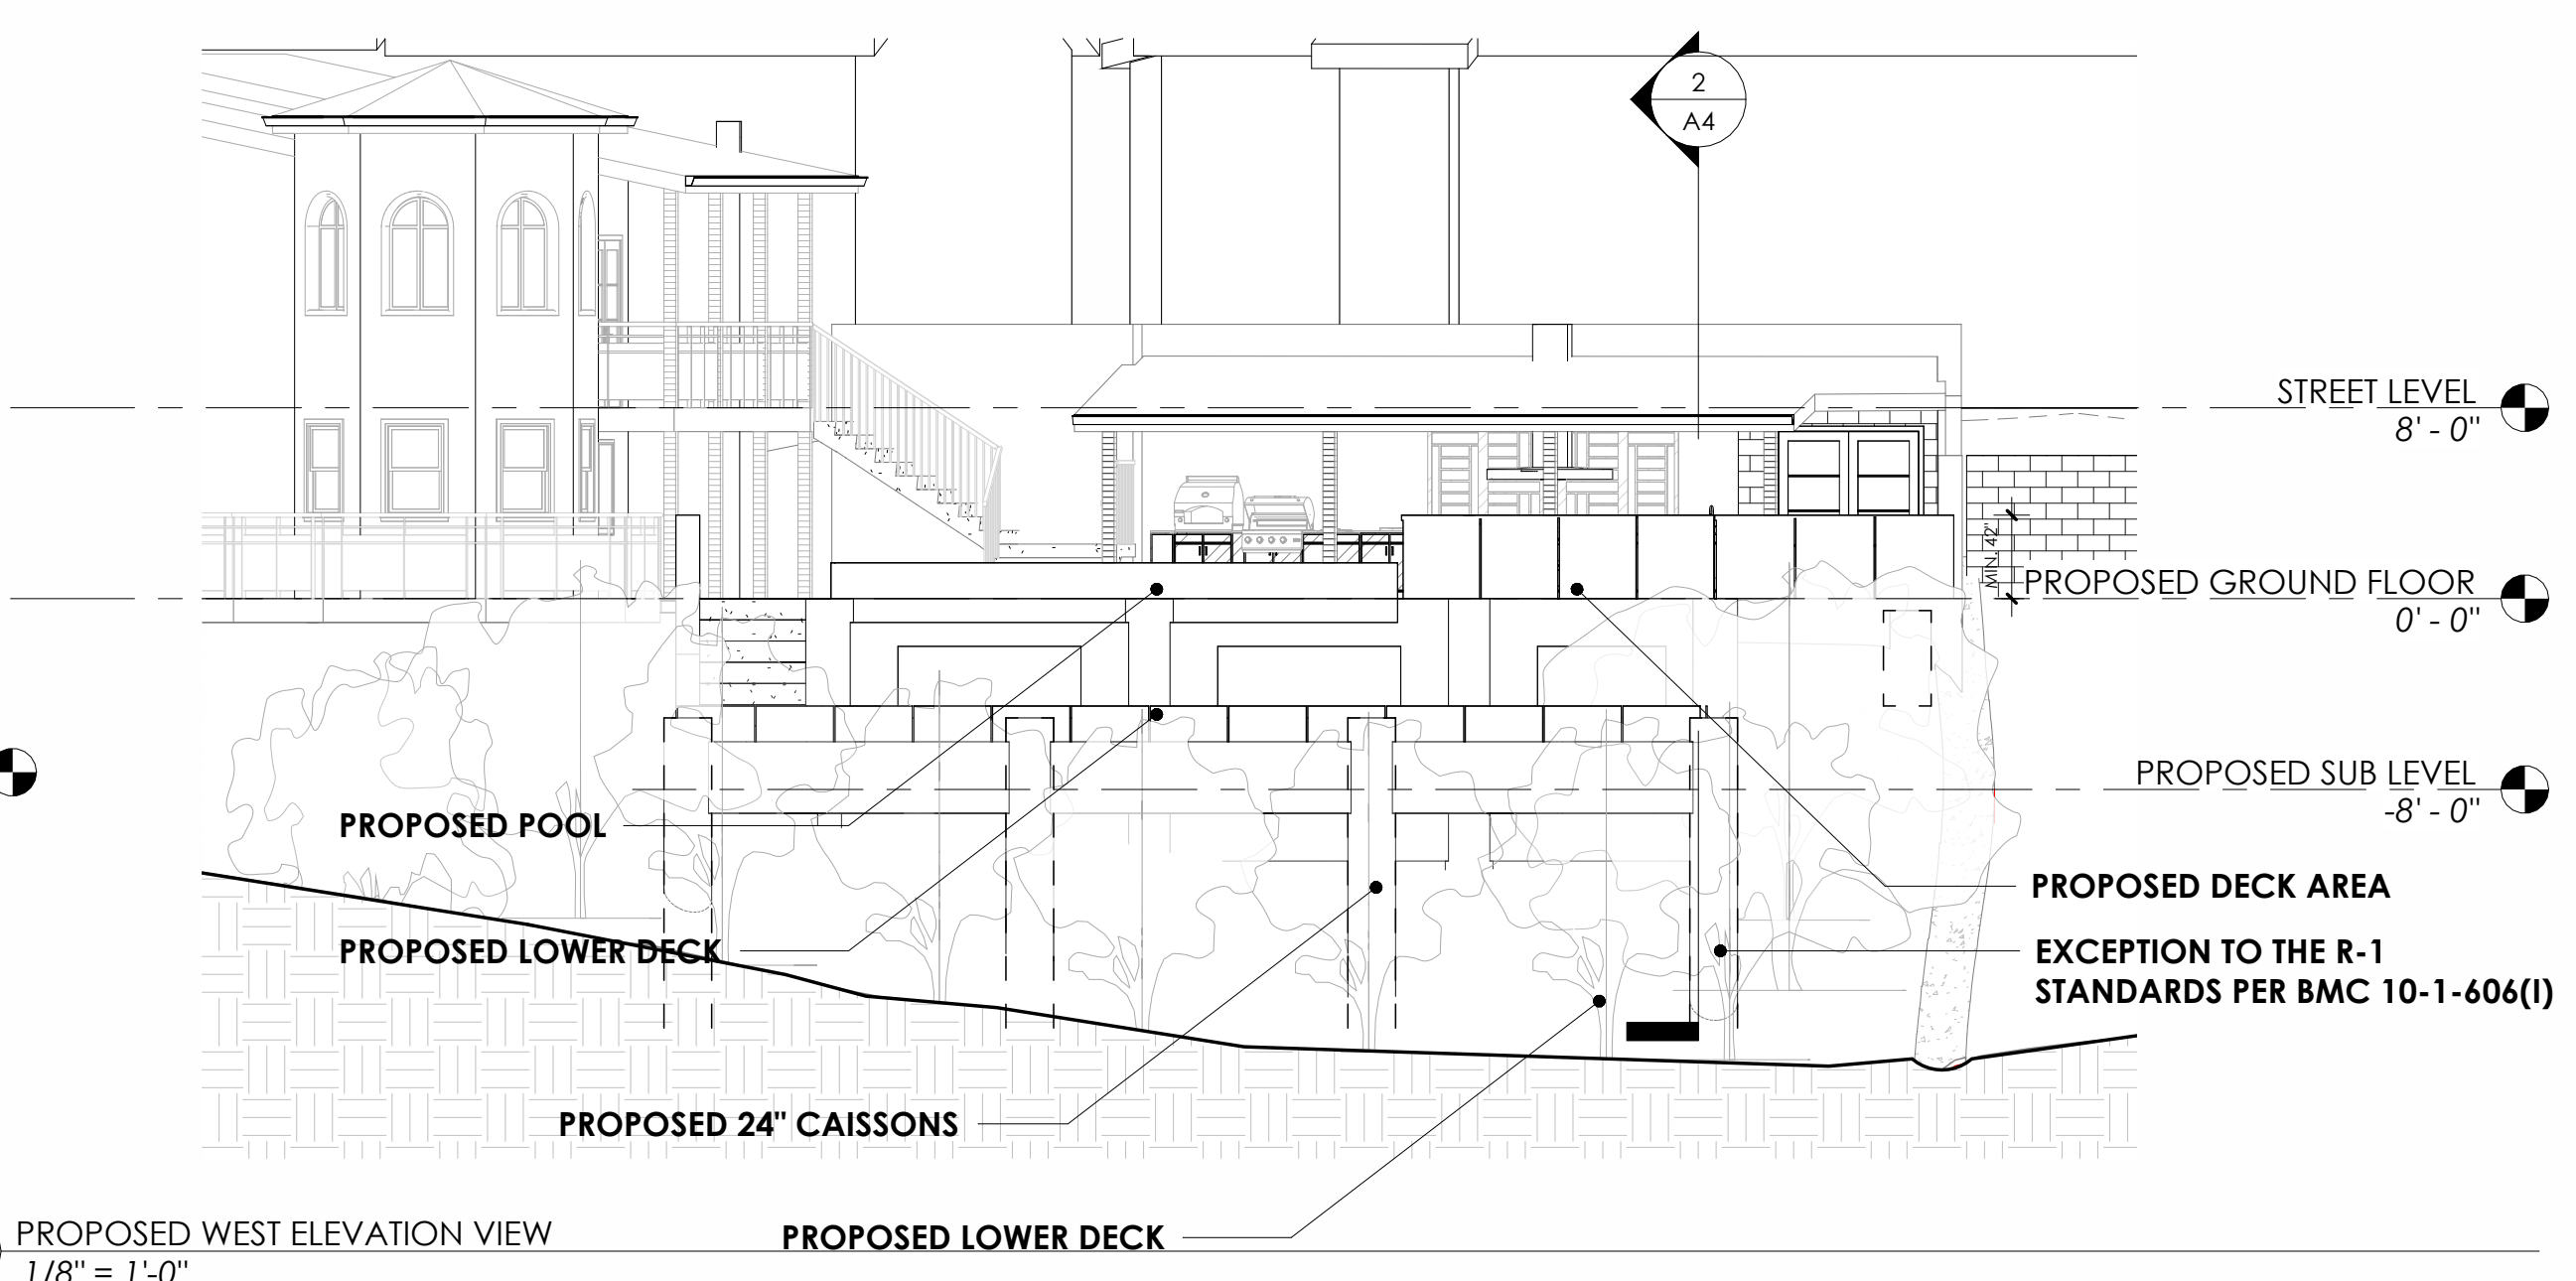 2
A4
STREET LEVEL
8' - 0"
MIN. 42"
PROPOSED GROUND FLOOR
0' - 0"
PROPOSED SUB LEVEL
-8' - 0"
PROPOSED POOL
PROPOSED DECK AREA
PROPOSED LOWER DECK
EXCEPTION TO THE R-1
STANDARDS PER BMC 10-1-606(I)
PROPOSED 24" CAISSONS
PROPOSED LOWER DECK
PROPOSED WEST ELEVATION VIEW
1/8" = 1'-0"